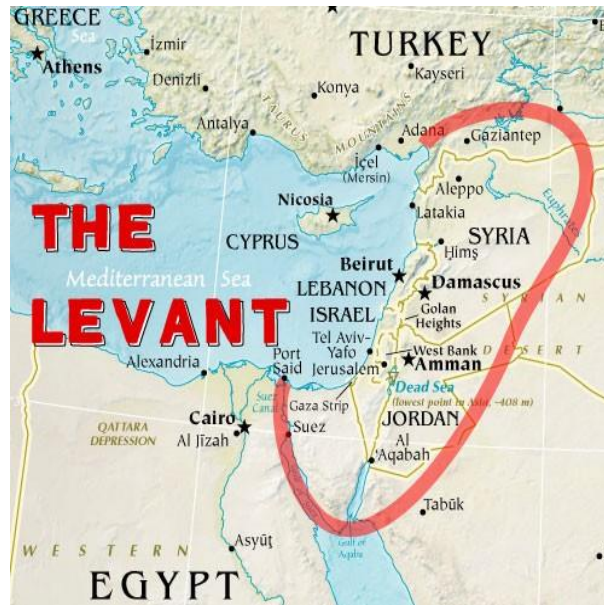 GREECE
Sea
Athens
İzmir
Denizli
Antalya
TURKEY
Konya
Kayseri
TAURUS
MOUNTAINS
Adana
Gaziantep
İçel
(Mersin)
Nicosia
CYPRUS
Aleppo
Latakia
Euphrates
SYRIA
Ḥimş
THE
Mediterranean Sea
LEVANT
Beirut
LEBANON
Damascus
SYRIAN
DESERT
ISRAEL
Golan
Heights
Tel Aviv-
Yafo
West Bank
Jerusalem
Amman
Dead Sea
(lowest point in Asia, -408 m)
Alexandria
Port
Said
Suez
Canal
Gaza Strip
JORDAN
QATTARA
DEPRESSION
Cairo
Al Jīzah
Suez
Al
'Aqabah
Tabūk
Gulf of
Aqaba
Asyūţ
WESTERN
EGYPT